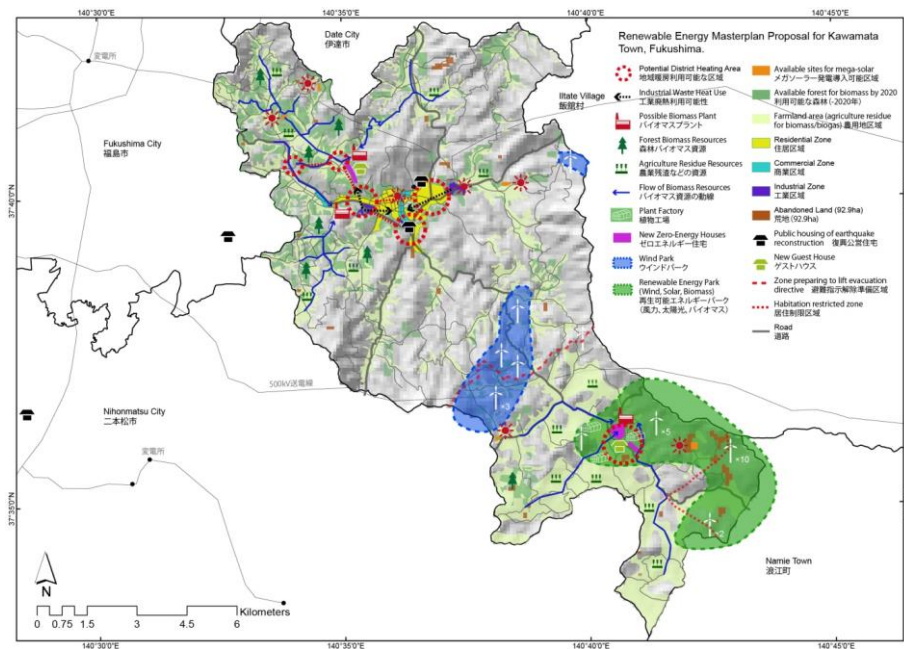 140°30'0"E
140°35'0"E
140°40'0"E
140°45'0"E
Date City
伊達市
変電所
Iitate Village
飯舘村
Fukushima City
福島市
37°40'0"N
500kV送電線
Nihonmatsu City
二本松市
変電所
37°35'0"N
×3
×5
×10
×2
Namie Town
浪江町
N
Kilometers
0 0.75 1.5 3 4.5 6
140°30'0"E
140°35'0"E
140°40'0"E
140°45'0"E
Renewable Energy Masterplan Proposal for Kawamata
Town, Fukushima.
Potential District Heating Area
地域暖房利用可能な区域
Industrial Waste Heat Use
工業廃熱利用可能性
Possible Biomass Plant
バイオマスプラント
Forest Biomass Resources
森林バイオマス資源
Agriculture Residue Resources
農業残渣などの資源
Flow of Biomass Resources
バイオマス資源の動線
Plant Factory
植物工場
New Zero-Energy Houses
ゼロエネルギー住宅
Wind Park
ウインドパーク
Renewable Energy Park
(Wind, Solar, Biomass)
再生可能エネルギーパーク
(風力, 太陽光, バイオマス)
Available sites for mega-solar
メガソーラー発電導入可能区域
Available forest for biomass by 2020
利用可能な森林 (-2020年)
Farmland area (agriculture residue
for biomass/biogas) 農用地区域
Residential Zone
住居区域
Commercial Zone
商業区域
Industrial Zone
工業区域
Abandoned Land (92.9ha)
荒地 (92.9ha)
Public housing of earthquake
reconstruction 復興公営住宅
New Guest House
ゲストハウス
Zone preparing to lift evacuation
directive 避難指示解除準備区域
Habitation restricted zone
居住制限区域
Road
道路